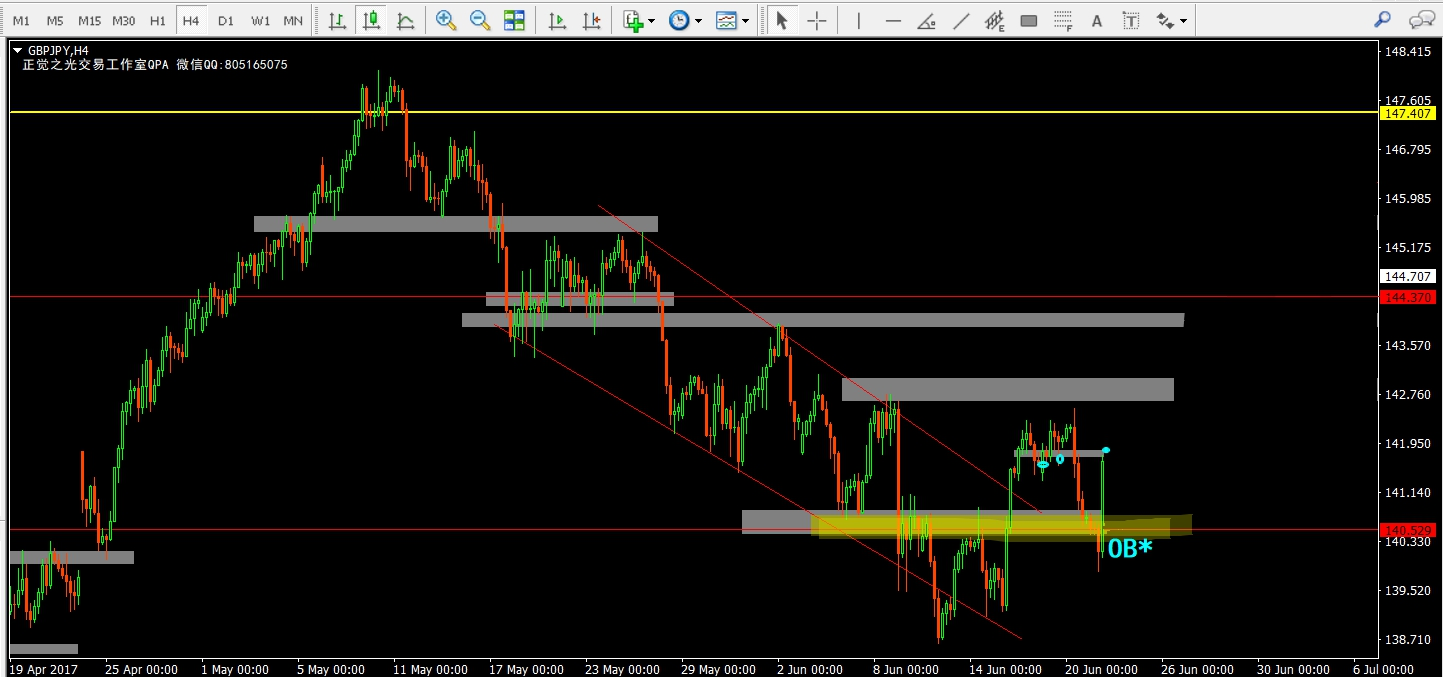 M1 M5 M15 M30 H1 H4 D1 W1 MN
E F A T
GBPJPY,H4
正觉之光交易工作室QPA 微信QQ:805165075
148.415
147.605
147.407
146.795
145.985
145.175
144.707
144.370
143.570
142.760
141.950
141.140
140.529
140.330
OB*
139.520
138.710
19 Apr 2017 25 Apr 00:00 1 May 00:00 5 May 00:00 11 May 00:00 17 May 00:00 23 May 00:00 29 May 00:00 2 Jun 00:00 8 Jun 00:00 14 Jun 00:00 20 Jun 00:00 26 Jun 00:00 30 Jun 00:00 6 Jul 00:00